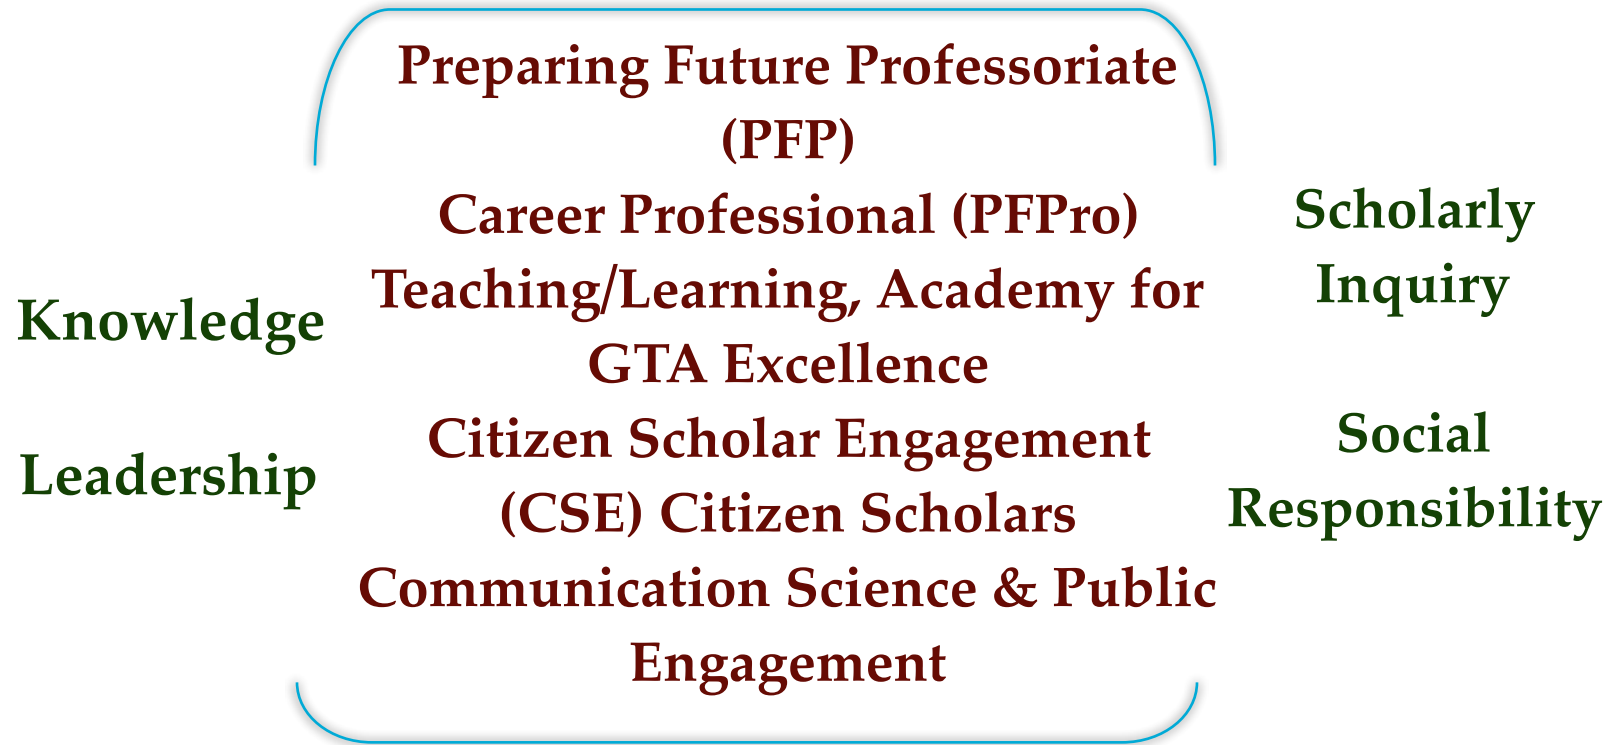 Preparing Future Professoriate
(PFP)
Career Professional (PFPro)
Teaching/Learning, Academy for
GTA Excellence
Citizen Scholar Engagement
(CSE) Citizen Scholars
Communication Science & Public
Engagement
Knowledge
Leadership
Scholarly
Inquiry
Social
Responsibility